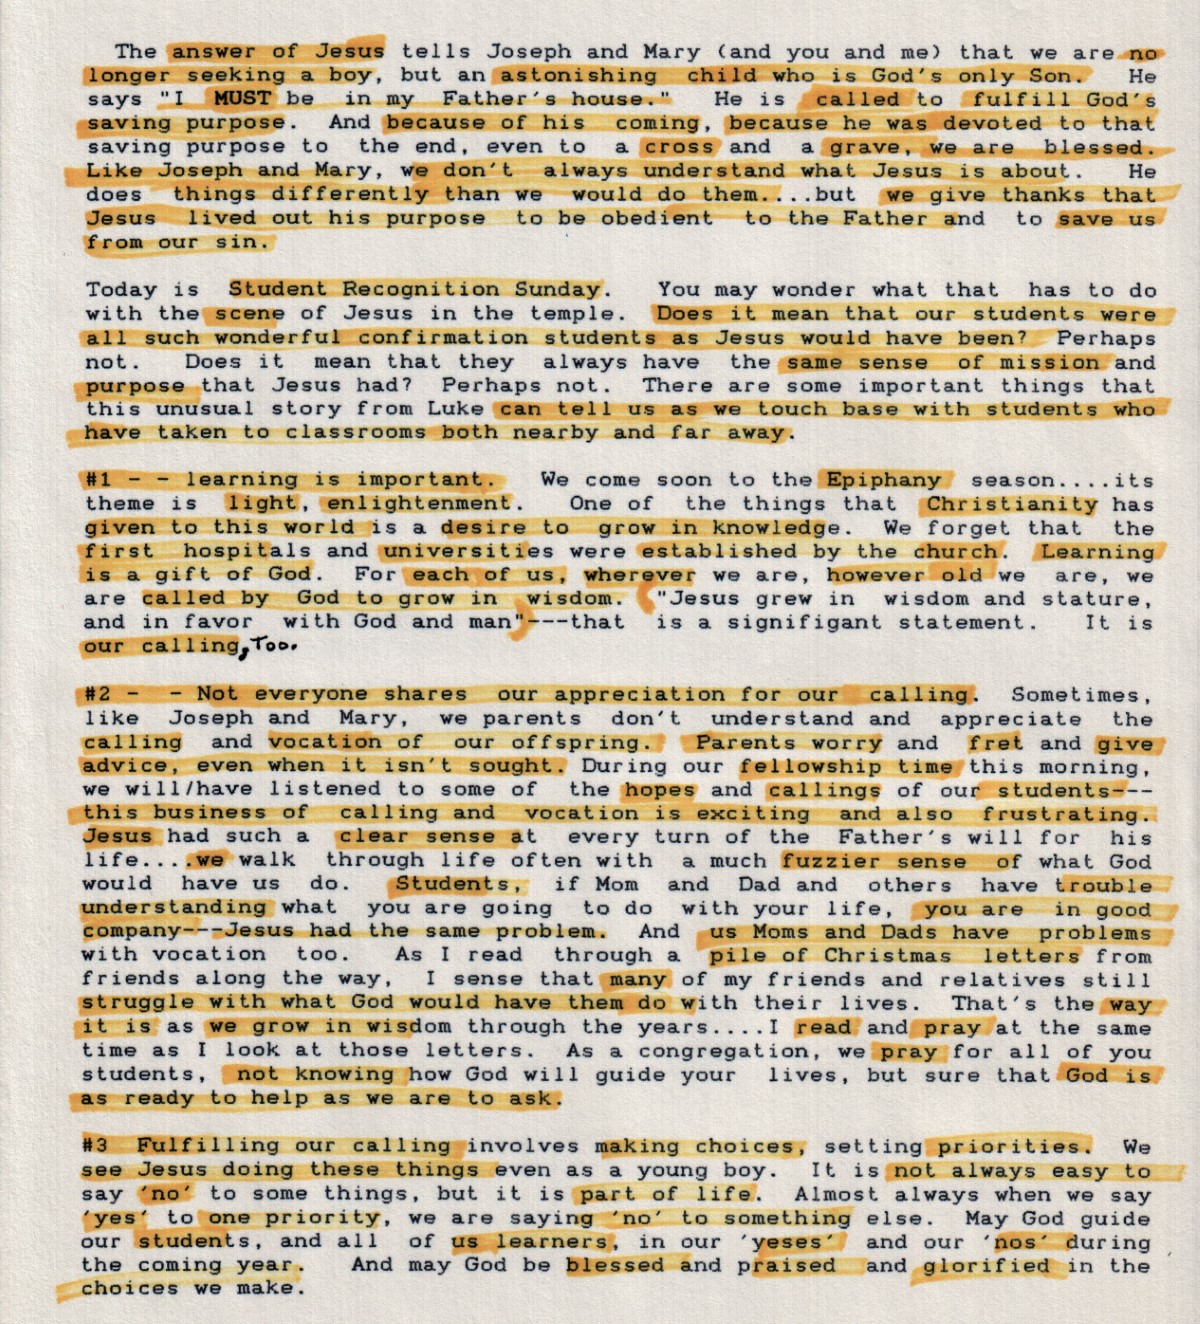 The answer of Jesus tells Joseph and Mary (and you and me) that we are no
longer seeking a boy, but an astonishing child who is God's only Son. He
says "I MUST be in my Father's house." He is called to fulfill God's
saving purpose. And because of his coming, because he was devoted to that
saving purpose to the end, even to a cross and a grave, we are blessed.
Like Joseph and Mary, we don't always understand what Jesus is about. He
does things differently than we would do them....but we give thanks that
Jesus lived out his purpose to be obedient to the Father and to save us
from our sin.
Today is Student Recognition Sunday. You may wonder what that has to do
with the scene of Jesus in the temple. Does it mean that our students were
all such wonderful confirmation students as Jesus would have been? Perhaps
not. Does it mean that they always have the same sense of mission and
purpose that Jesus had? Perhaps not. There are some important things that
this unusual story from Luke can tell us as we touch base with students who
have taken to classrooms both nearby and far away.
#1 - - learning is important. We come soon to the Epiphany season....its
theme is light, enlightenment. One of the things that Christianity has
given to this world is a desire to grow in knowledge. We forget that the
first hospitals and universities were established by the church. Learning
is a gift of God. For each of us, wherever we are, however old we are, we
are called by God to grow in wisdom. "Jesus grew in wisdom and stature,
and in favor with God and man"---that is a signifigant statement. It is
our calling, too.
#2 - - Not everyone shares our appreciation for our calling. Sometimes,
like Joseph and Mary, we parents don't understand and appreciate the
calling and vocation of our offspring. Parents worry and fret and give
advice, even when it isn't sought. During our fellowship time this morning,
we will/have listened to some of the hopes and callings of our students---
this business of calling and vocation is exciting and also frustrating.
Jesus had such a clear sense at every turn of the Father's will for his
life....we walk through life often with a much fuzzier sense of what God
would have us do. Students, if Mom and Dad and others have trouble
understanding what you are going to do with your life, you are in good
company---Jesus had the same problem. And us Moms and Dads have problems
with vocation too. As I read through a pile of Christmas letters from
friends along the way, I sense that many of my friends and relatives still
struggle with what God would have them do with their lives. That's the way
it is as we grow in wisdom through the years....I read and pray at the same
time as I look at those letters. As a congregation, we pray for all of you
students, not knowing how God will guide your lives, but sure that God is
as ready to help as we are to ask.
#3 Fulfilling our calling involves making choices, setting priorities. We
see Jesus doing these things even as a young boy. It is not always easy to
say 'no' to some things, but it is part of life. Almost always when we say
'yes' to one priority, we are saying 'no' to something else. May God guide
our students, and all of us learners, in our 'yeses' and our 'nos' during
the coming year. And may God be blessed and praised and glorified in the
choices we make.